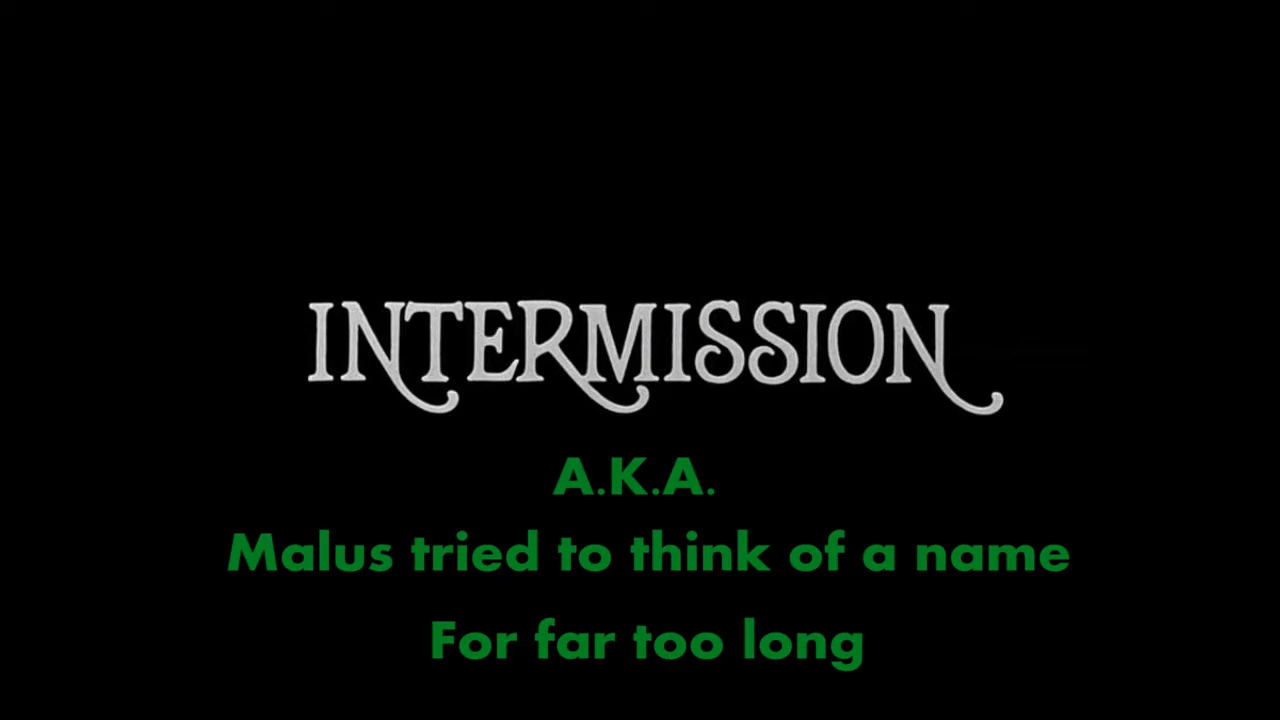 INTERMISSION
A.K.A.
Malus tried to think of a name
For far too long